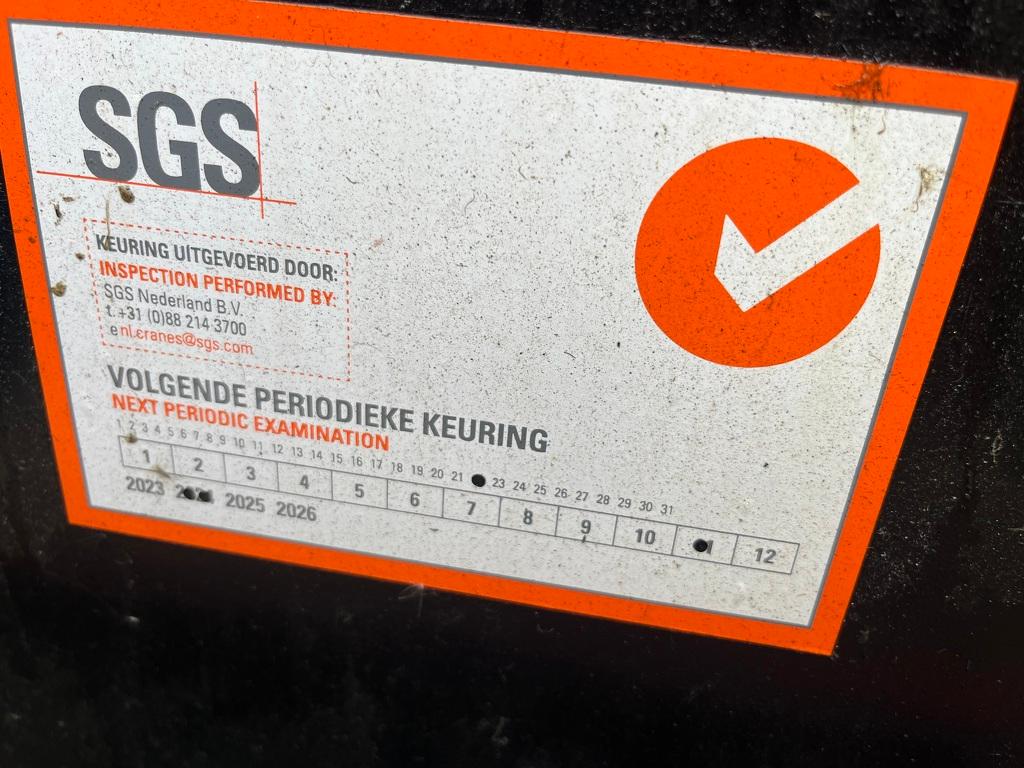 SGS
KEURING UITGEVOERD DOOR:
INSPECTION PERFORMED BY:
SGS Nederland B.V.
t. +31 (0)88 214 3700
e nl.cranes@sgs.com
VOLGENDE PERIODIEKE KEURING
NEXT PERIODIC EXAMINATION
1 2 3 4 5 6 7 8 9 10 11 12 13 14 15 16 17 18 19 20 21 23 24 25 26 27 28 29 30 31
1 2 3 4 5 6 7 8 9 10 12
2023 2025 2026